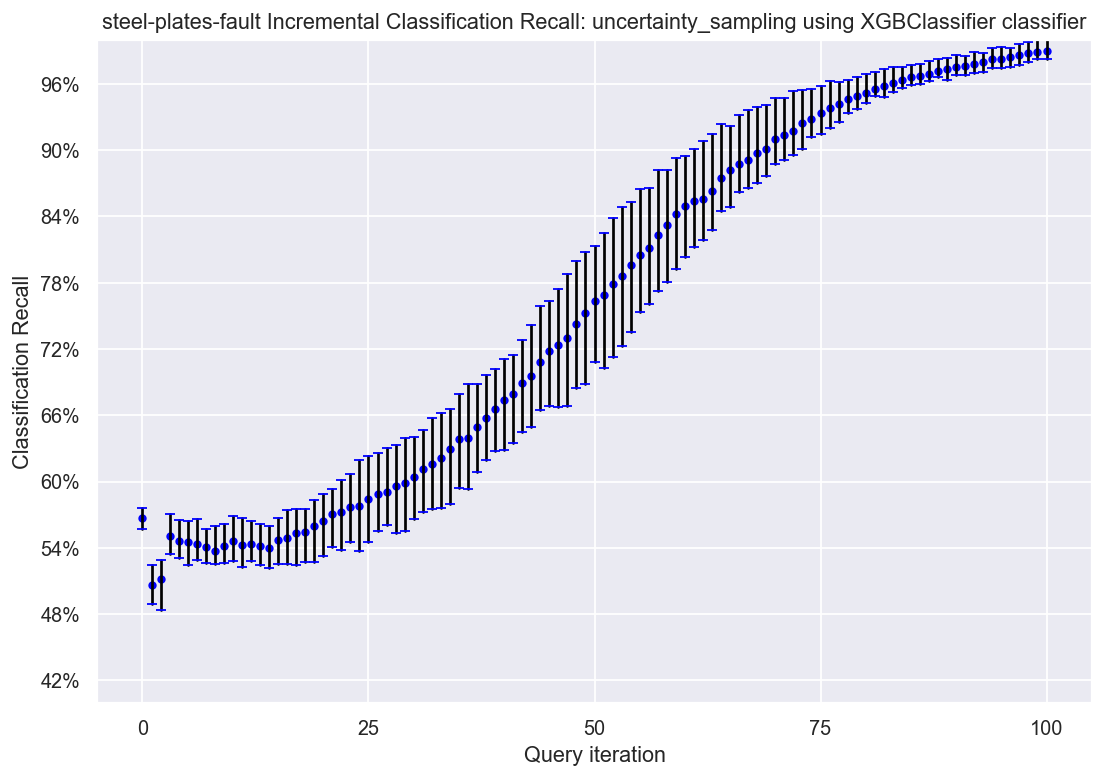 steel-plates-fault Incremental Classification Recall: uncertainty_sampling using XGBClassifier classifier
96%
90%
84%
78%
72%
66%
60%
54%
48%
42%
Classification Recall
0 25 50 75 100
Query iteration